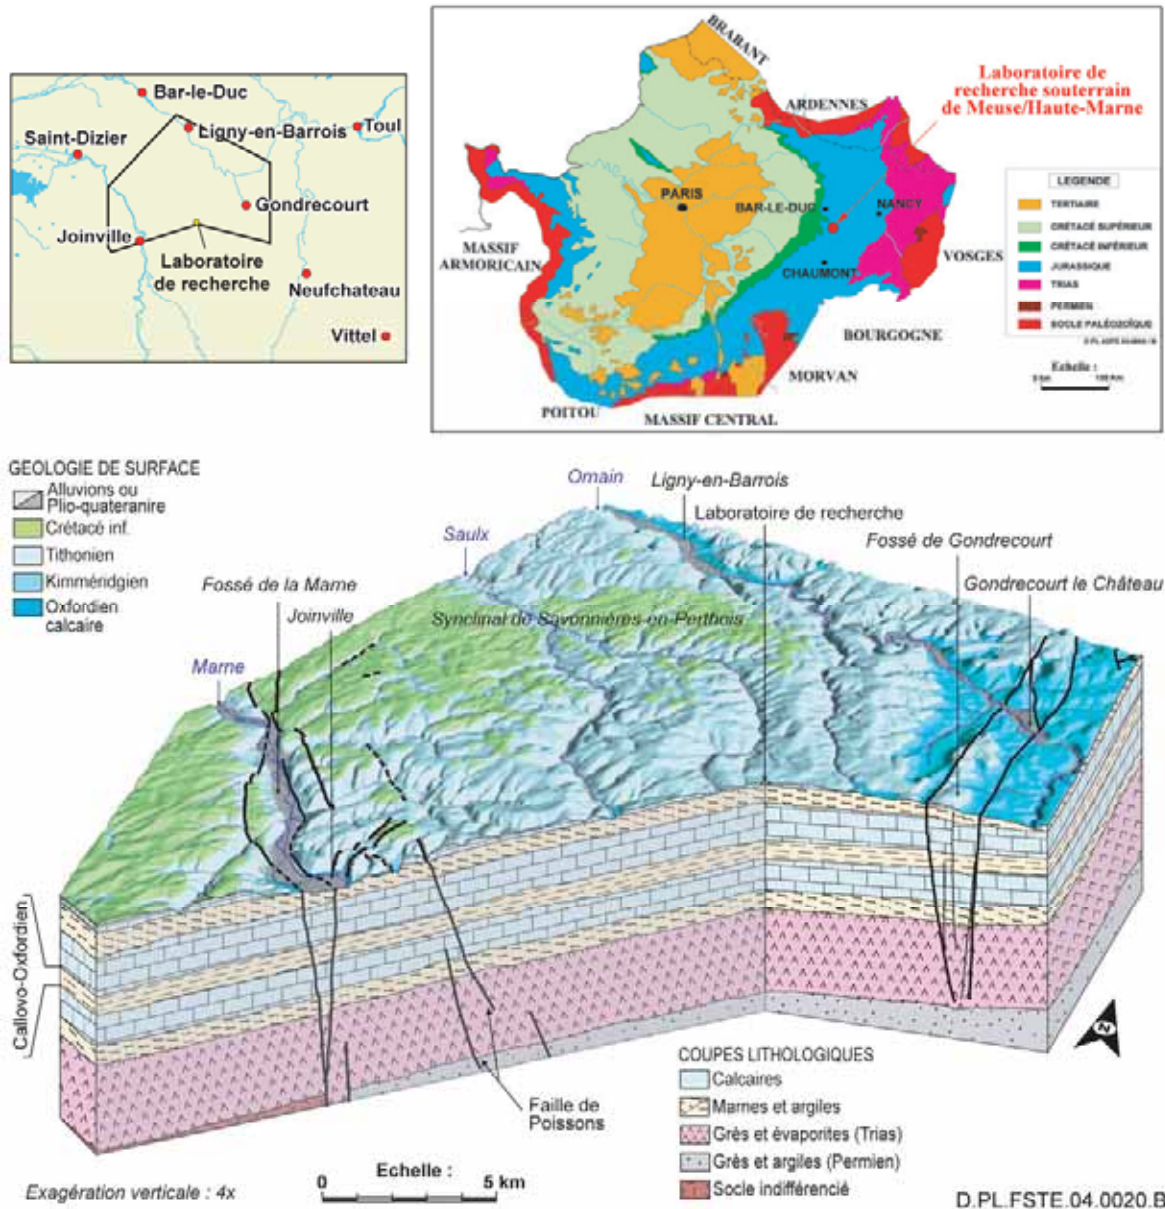 Bar-le-Duc
Ligny-en-Barrois
Toul
Saint-Dizier
Gondrecourt
Joinville
Laboratoire
de recherche
Neufchateau
Vittel
BRABANT
Laboratoire de
recherche souterrain
de Meuse/Haute-Marne
ARDENNES
PARIS
BAR-LE-DUC
NANCY
MASSIF
ARMORICAIN
VOSGES
CHAUMONT
BOURGOGNE
MORVAN
POITOU
MASSIF CENTRAL
LEGENDE
TERTIAIRE
CRÉTACÉ SUPÉRIEUR
CRÉTACÉ INFÉRIEUR
JURASSIQUE
TRIAS
PERMIEN
SOCLE PALÉOZOÏQUE
Echelle :
0 km 100 Km
GEOLOGIE DE SURFACE
Alluvions ou
Plio-quateranire
Crétacé inf.
Tithonien
Kimméridgien
Oxfordien
calcaire
Ornain
Ligny-en-Barrois
Laboratoire de recherche
Saulx
Fossé de Gondrecourt
Fossé de la Marne
Gondrecourt le Château
Joinville
Synclinal de Savonnières-en-Perthois
Marne
Callovo-Oxfordien
N
Faille de
Poissons
COUPES LITHOLOGIQUES
Calcaires
Marnes et argiles
Grès et évaporites (Trias)
Grès et argiles (Permien)
Socle indifférencié
Echelle :
0 5 km
Exagération verticale : 4x
D.PL.FSTE.04.0020.B